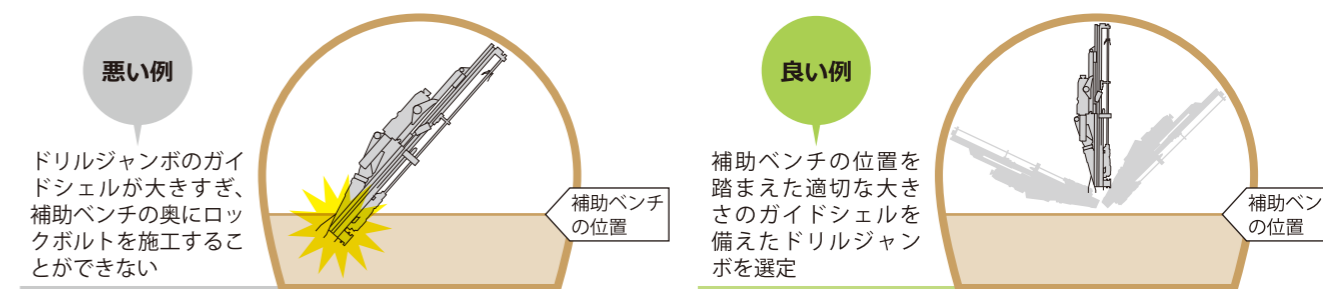 悪い例
ドリルジャンボのガイ
ドシェルが大きすぎ、
補助ベンチの奥にロッ
クボルトを施工するこ
とができない
補助ベンチ
の位置
良い例
補助ベンチの位置を
踏まえた適切な大き
さのガイドシェルを
備えたドリルジャン
ボを選定
補助ベン
の位置